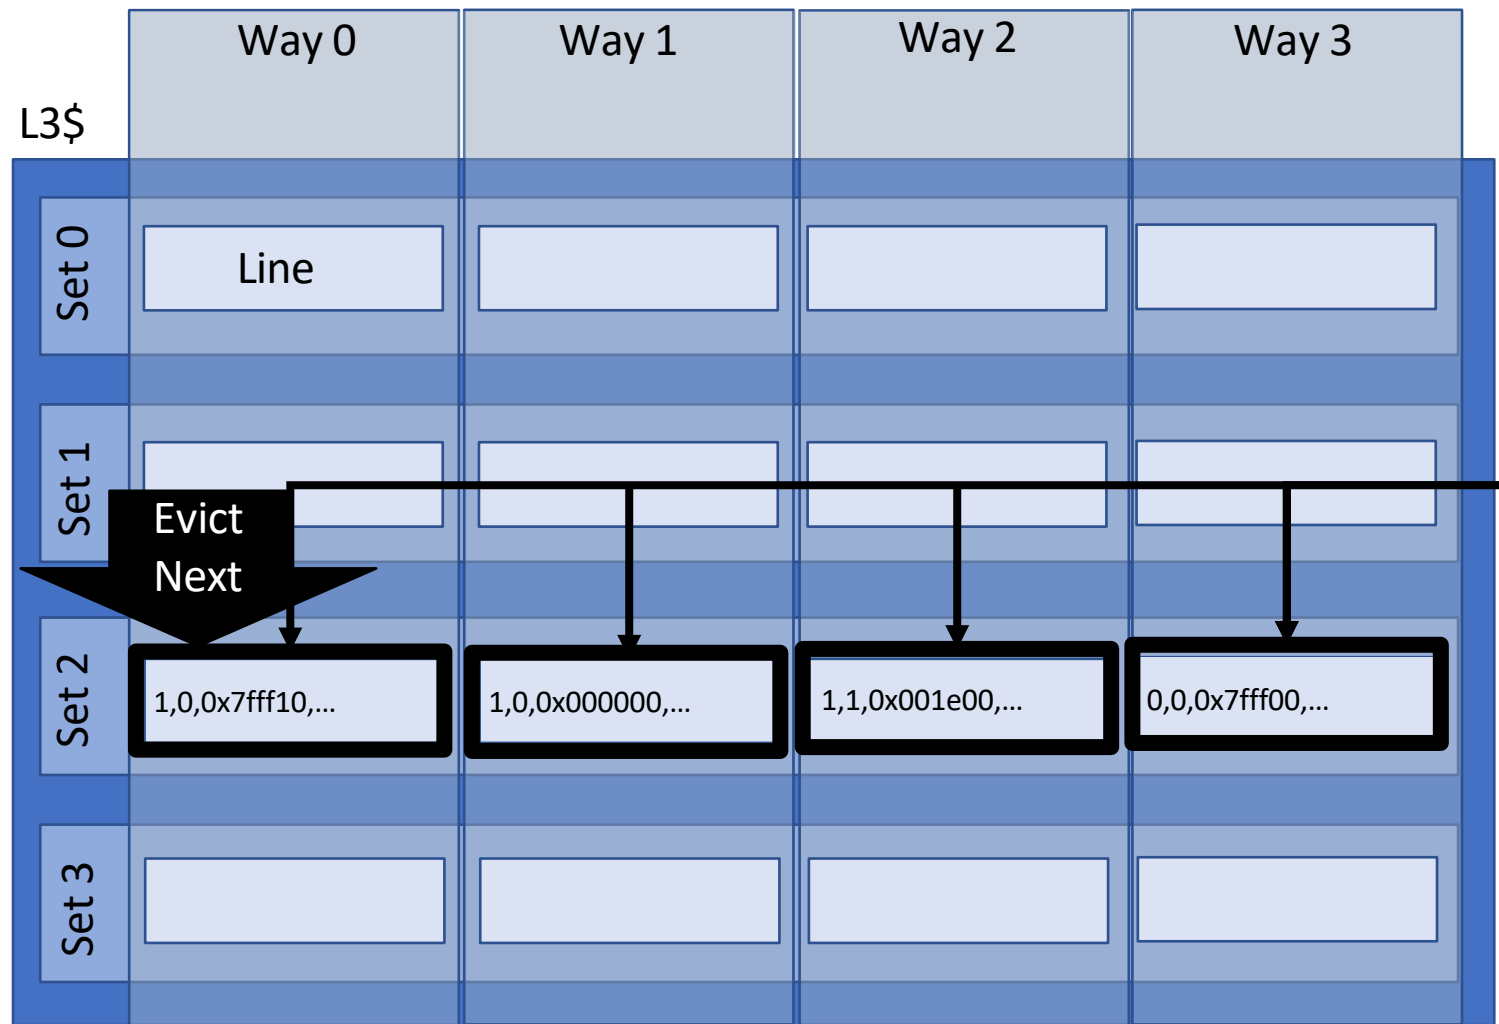 Way 0
Way 1
Way 2
Way 3
L3$
Set 0
Line
Set 1
Evict
Next
Set 2
1,0,0x7fff10,...
1,0,0x000000,...
1,1,0x001e00,...
0,0,0x7fff00,...
Set 3